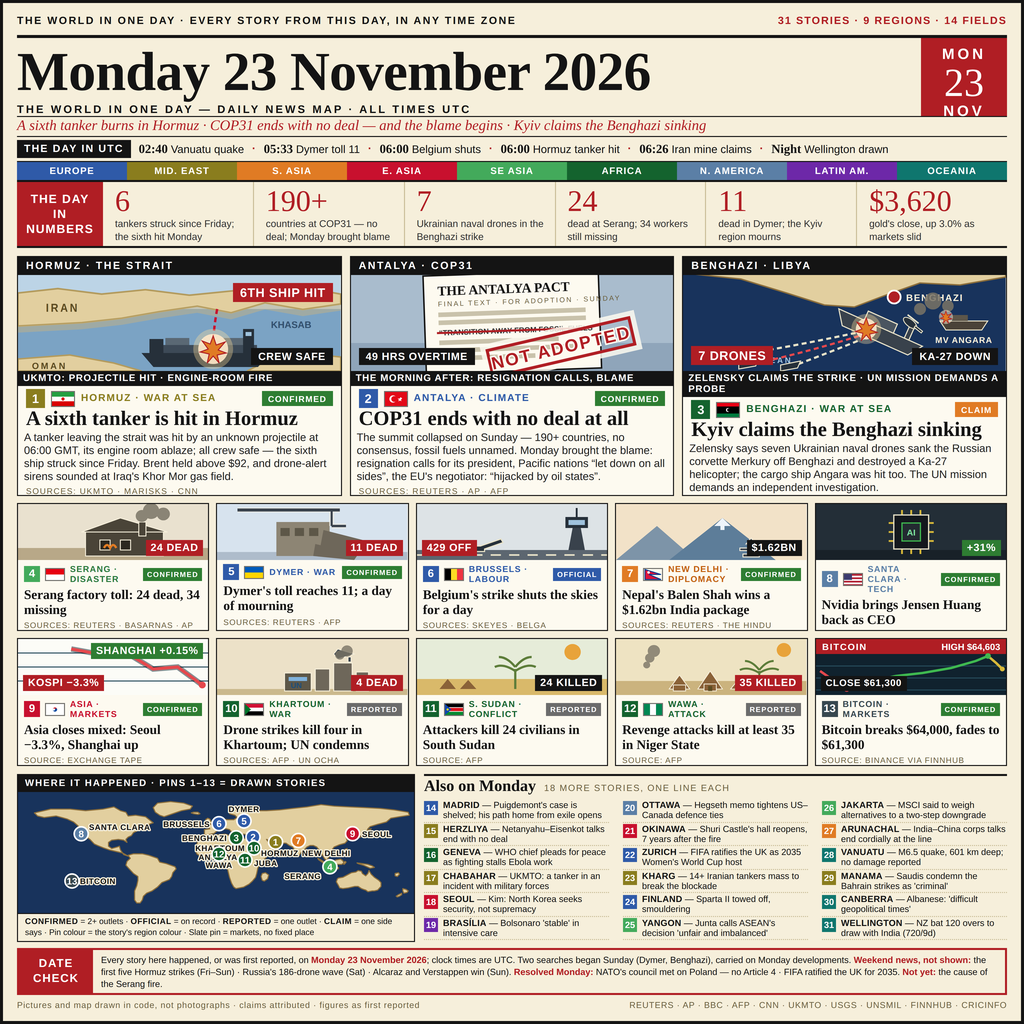 THE WORLD IN ONE DAY · EVERY STORY FROM THIS DAY, IN ANY TIME ZONE
31 STORIES · 9 REGIONS · 14 FIELDS
Monday 23 November 2026
THE WORLD IN ONE DAY — DAILY NEWS MAP · ALL TIMES UTC
MON
23
NOV
A sixth tanker burns in Hormuz · COP31 ends with no deal — and the blame begins · Kyiv claims the Benghazi sinking
THE DAY IN UTC
02:40 Vanuatu quake · 05:33 Dymer toll 11 · 06:00 Belgium shuts · 06:00 Hormuz tanker hit · 06:26 Iran mine claims · Night Wellington drawn
EUROPE
MID. EAST
S. ASIA
E. ASIA
SE ASIA
AFRICA
N. AMERICA
LATIN AM.
OCEANIA
THE DAY
IN
NUMBERS
6
tankers struck since Friday;
the sixth hit Monday
190+
countries at COP31 — no
deal; Monday brought blame
7
Ukrainian naval drones in the
Benghazi strike
24
dead at Serang; 34 workers
still missing
11
dead in Dymer; the Kyiv
region mourns
$3,620
gold's close, up 3.0% as
markets slid
HORMUZ · THE STRAIT
IRAN
6TH SHIP HIT
KHASAB
OMAN
CREW SAFE
UKMTO: PROJECTILE HIT · ENGINE-ROOM FIRE
1
HORMUZ · WAR AT SEA
CONFIRMED
A sixth tanker is hit in Hormuz
A tanker leaving the strait was hit by an unknown projectile at
06:00 GMT, its engine room ablaze; all crew safe — the sixth
ship struck since Friday. Brent held above $92, and drone-alert
sirens sounded at Iraq's Khor Mor gas field.
SOURCES: UKMTO · MARISKS · CNN
ANTALYA · COP31
THE ANTALYA PACT
FINAL TEXT · FOR ADOPTION · SUNDAY
"TRANSITION AWAY FROM
NOT ADOPTED
49 HRS OVERTIME
THE MORNING AFTER: RESIGNATION CALLS, BLAME
2
ANTALYA · CLIMATE
CONFIRMED
COP31 ends with no deal at all
The summit collapsed on Sunday — 190+ countries, no
consensus, fossil fuels unnamed. Monday brought the blame:
resignation calls for its president, Pacific nations “let down on all
sides”, the EU's negotiator: “hijacked by oil states”.
SOURCES: REUTERS · AP · AFP
BENGHAZI · LIBYA
BENGHAZI
MV ANGARA
7 DRONES
KA-27 DOWN
ZELENSKY CLAIMS THE STRIKE · UN MISSION DEMANDS A
PROBE
3
BENGHAZI · WAR AT SEA
CLAIM
Kyiv claims the Benghazi sinking
Zelensky says seven Ukrainian naval drones sank the Russian
corvette Merkury off Benghazi and destroyed a Ka-27
helicopter; the cargo ship Angara was hit too. The UN mission
demands an independent investigation.
24 DEAD
4
SERANG ·
DISASTER
CONFIRMED
Serang factory toll: 24 dead, 34
missing
SOURCES: REUTERS · BASARNAS · AP
11 DEAD
5
DYMER · WAR
CONFIRMED
Dymer's toll reaches 11; a day
of mourning
SOURCES: REUTERS · AFP
429 OFF
6
BRUSSELS ·
LABOUR
OFFICIAL
Belgium's strike shuts the skies
for a day
SOURCES: SKEYES · BELGA
$1.62BN
7
NEW DELHI ·
DIPLOMACY
CONFIRMED
Nepal's Balen Shah wins a
$1.62bn India package
SOURCES: REUTERS · THE HINDU
AI
+31%
8
SANTA
CLARA ·
TECH
CONFIRMED
Nvidia brings Jensen Huang
back as CEO
SHANGHAI +0.15%
KOSPI −3.3%
9
ASIA ·
MARKETS
CONFIRMED
Asia closes mixed: Seoul
−3.3%, Shanghai up
SOURCE: EXCHANGE TAPE
4 DEAD
10
KHARTOUM ·
WAR
REPORTED
Drone strikes kill four in
Khartoum; UN condemns
SOURCES: AFP · UN OCHA
24 KILLED
11
S. SUDAN ·
CONFLICT
REPORTED
Attackers kill 24 civilians in
South Sudan
SOURCE: AFP
35 KILLED
12
WAWA ·
ATTACK
REPORTED
Revenge attacks kill at least 35
in Niger State
SOURCE: AFP
BITCOIN
HIGH $64,603
CLOSE $61,300
13
BITCOIN ·
MARKETS
CONFIRMED
Bitcoin breaks $64,000, fades to
$61,300
SOURCE: BINANCE VIA FINNHUB
WHERE IT HAPPENED · PINS 1–13 = DRAWN STORIES
DYMER
5
BRUSSELS 6
8 SANTA CLARA
BENGHAZI 3
2
1
7
9 SEOUL
KHARTOUM 10
HORMUZ NEW DELHI
12
WAWA
11 JUBA
SERANG
4
13 BITCOIN
CONFIRMED = 2+ outlets · OFFICIAL = on record · REPORTED = one outlet · CLAIM = one side
says · Pin colour = the story's region colour · Slate pin = markets, no fixed place
Also on Monday
18 MORE STORIES, ONE LINE EACH
14 MADRID — Puigdemont's case is
shelved; his path home from exile opens
15 HERZLIYA — Netanyahu–Eisenkot talks
end with no deal
16 GENEVA — WHO chief pleads for peace
as fighting stalls Ebola work
17 CHABAHAR — UKMTO: a tanker in an
incident with military forces
18 SEOUL — Kim: North Korea seeks
security, not supremacy
19 BRASÍLIA — Bolsonaro 'stable' in
intensive care
20 OTTAWA — Hegseth memo tightens US–
Canada defence ties
21 OKINAWA — Shuri Castle's hall reopens,
7 years after the fire
22 ZURICH — FIFA ratifies the UK as 2035
Women's World Cup host
23 KHARG — 14+ Iranian tankers mass to
break the blockade
24 FINLAND — Sparta II towed off,
smouldering
25 YANGON — Junta calls ASEAN's
decision 'unfair and imbalanced'
26 JAKARTA — MSCI said to weigh
alternatives to a two-step downgrade
27 ARUNACHAL — India–China corps talks
end cordially at the line
28 VANUATU — M6.5 quake, 601 km deep;
no damage reported
29 MANAMA — Saudis condemn the
Bahrain strikes as 'criminal'
30 CANBERRA — Albanese: 'difficult
geopolitical times'
31 WELLINGTON — NZ bat 120 overs to
draw with India (720/9d)
DATE
CHECK
Every story here happened, or was first reported, on Monday 23 November 2026; clock times are UTC. Two searches began Sunday (Dymer, Benghazi), carried on Monday developments. Weekend news, not shown: the
first five Hormuz strikes (Fri–Sun) · Russia's 186-drone wave (Sat) · Alcaraz and Verstappen win (Sun). Resolved Monday: NATO's council met on Poland — no Article 4 · FIFA ratified the UK for 2035. Not yet: the cause of
the Serang fire.
Pictures and map drawn in code, not photographs · claims attributed · figures as first reported
REUTERS · AP · BBC · AFP · CNN · UKMTO · USGS · UNSMIL · FINNHUB · CRICINFO